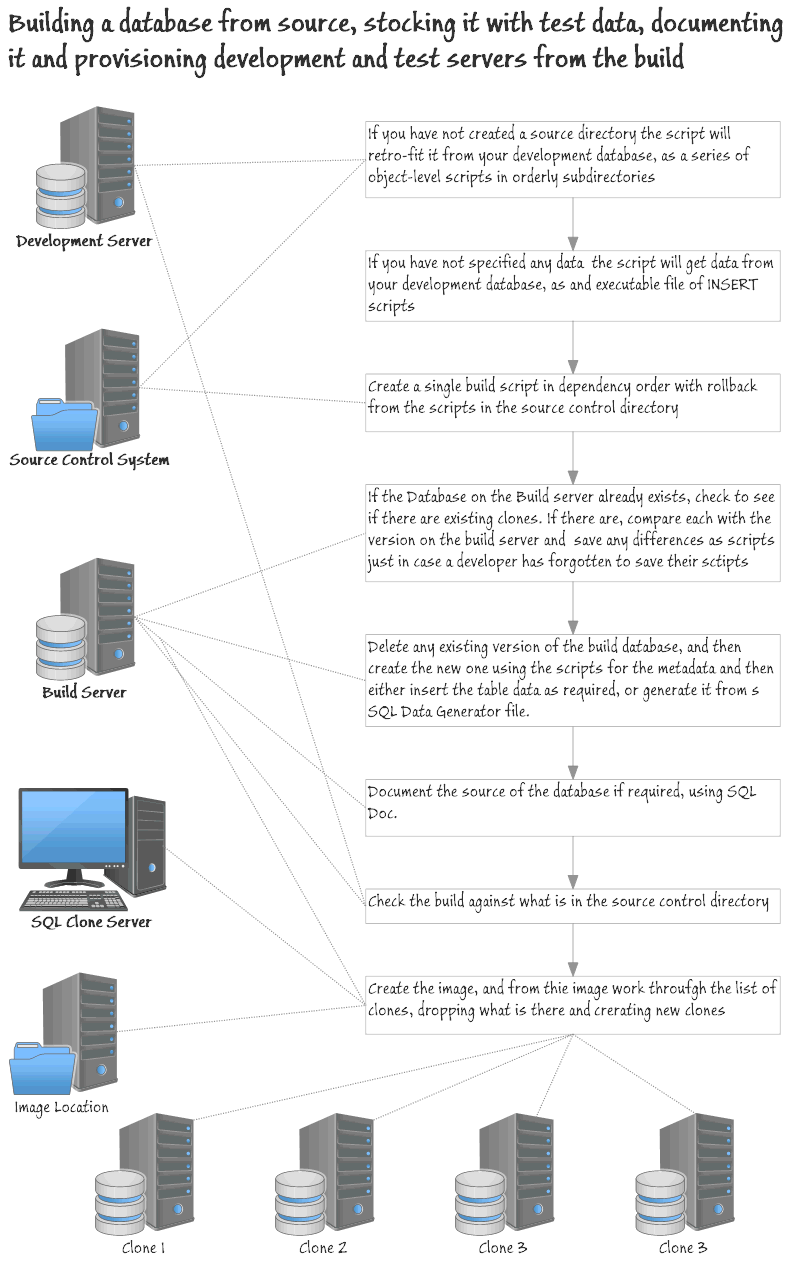 Building a database from source, stocking it with test data, documenting
it and provisioning development and test servers from the build
If you have not created a source directory the script will
retro-fit it from your development database, as a series of
object-level scripts in orderly subdirectories
Development Server
If you have not specified any data the script will get data from
your development database, as and executable file of INSERT
scripts
Create a single build script in dependency order with rollback
from the scripts in the source control directory
Source Control System
If the Database on the Build server already exists, check to see
if there are existing clones. If there are, compare each with the
version on the build server and save any differences as scripts
just in case a developer has forgotten to save their sctipts
Delete any existing version of the build database, and then
create the new one using the scripts for the metadata and then
either insert the table data as required, or generate it from s
SQL Data Generator file.
Build Server
Document the source of the database if required, using SQL
Doc.
Check the build against what is in the source control directory
SQL Clone Server
Create the image, and from thie image work throufgh the list of
clones, dropping what is there and crerating new clones
Image Location
Clone 1
Clone 2
Clone 3
Clone 3